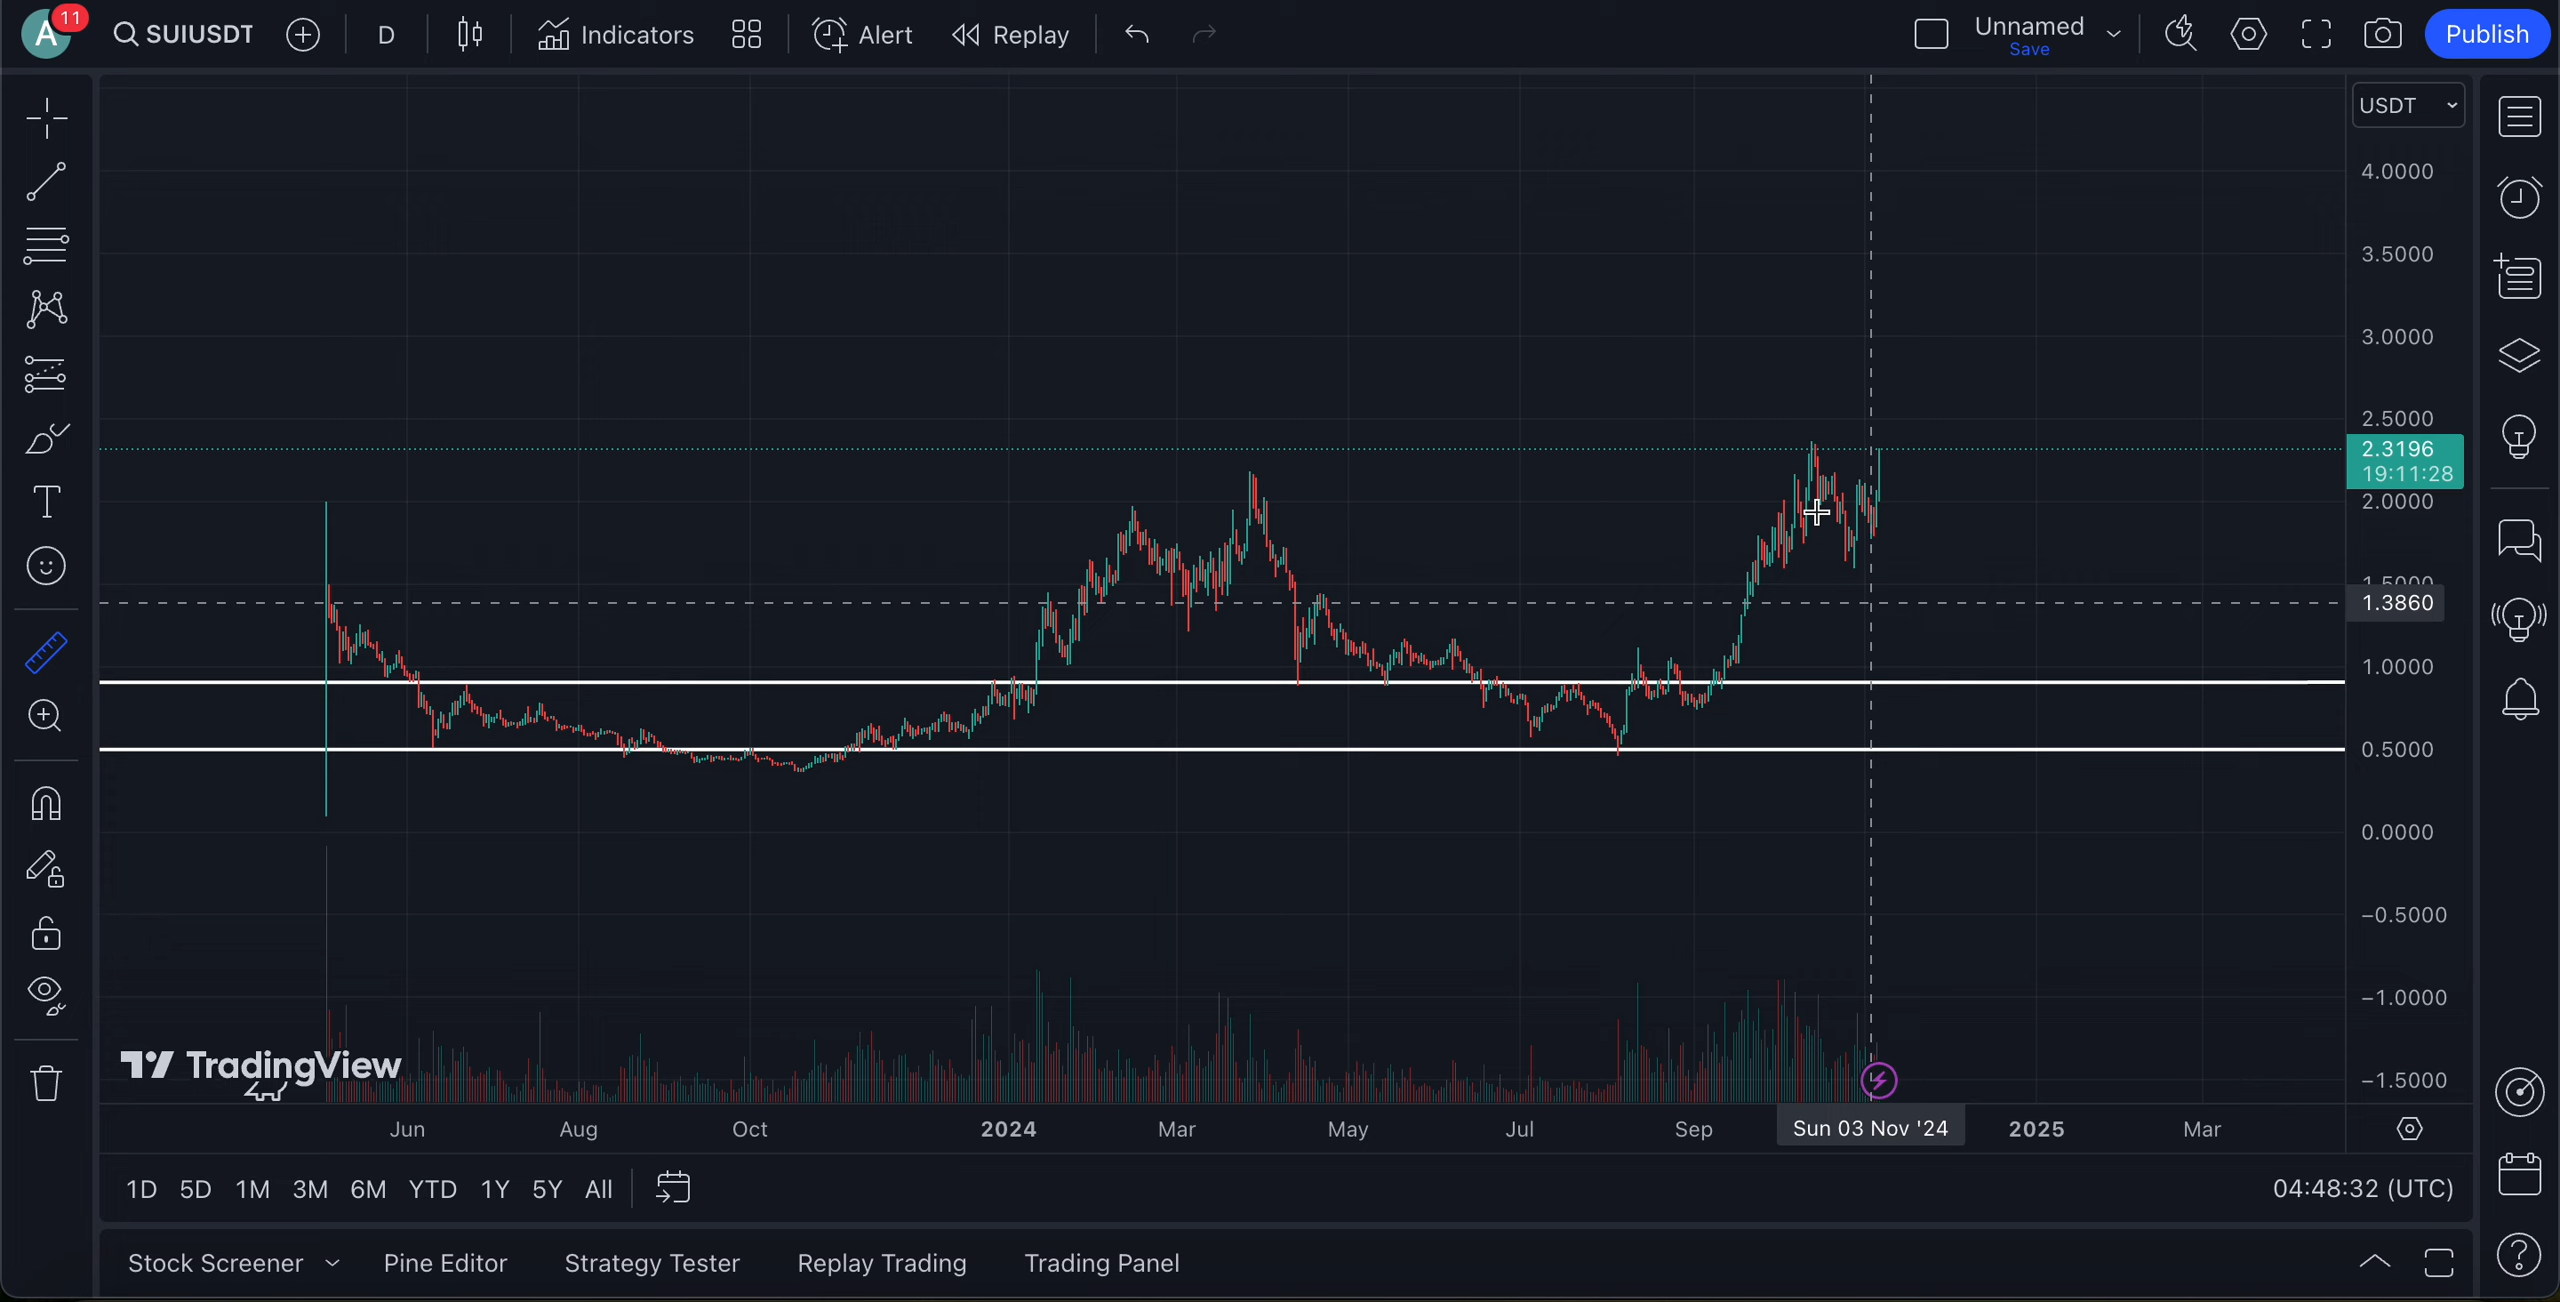 A
11
SUIUSDT
D
Indicators
Alert
Replay
Unnamed
Save
Publish
USDT
4.0000
3.5000
3.0000
2.5000
2.3196
19:11:28
2.0000
1.5000
1.3860
1.0000
0.5000
0.0000
−0.5000
−1.0000
−1.5000
TradingView
Jun
Aug
Oct
2024
Mar
May
Jul
Sep
Sun 03 Nov '24
2025
Mar
1D 5D 1M 3M 6M YTD 1Y 5Y All
04:48:32 (UTC)
Stock Screener
Pine Editor
Strategy Tester
Replay Trading
Trading Panel